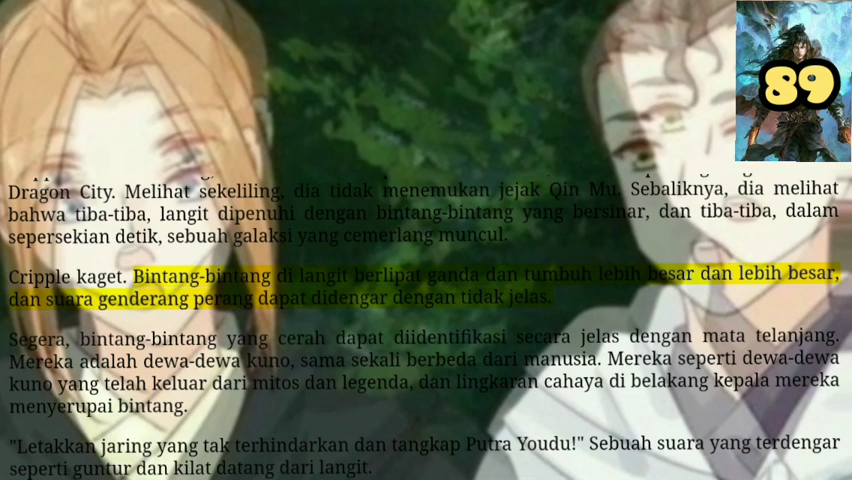 89
Dragon City. Melihat sekeliling, dia tidak menemukan jejak Qin Mu. Sebaliknya, dia melihat
bahwa tiba-tiba, langit dipenuhi dengan bintang-bintang yang bersinar, dan tiba-tiba, dalam
sepersekian detik, sebuah galaksi yang cemerlang muncul.
Cripple kaget. Bintang-bintang di langit berlipat ganda dan tumbuh lebih besar dan lebih besar,
dan suara genderang perang dapat didengar dengan tidak jelas.
Segera, bintang-bintang yang cerah dapat diidentifikasi secara jelas dengan mata telanjang.
Mereka adalah dewa-dewa kuno, sama sekali berbeda dari manusia. Mereka seperti dewa-dewa
kuno yang telah keluar dari mitos dan legenda, dan lingkaran cahaya di belakang kepala mereka
menyerupai bintang.
"Letakkan jaring yang tak terhindarkan dan tangkap Putra Youdu!" Sebuah suara yang terdengar
seperti guntur dan kilat datang dari langit.